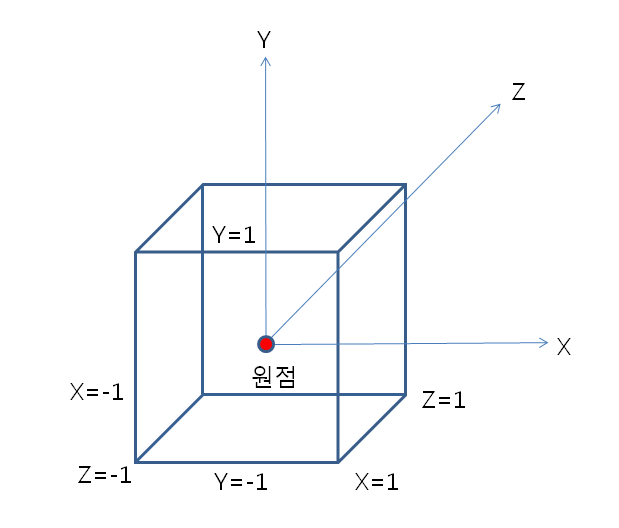 Y
Z
Y=1
X
원점
X=-1
Z=1
Z=-1
Y=-1
X=1